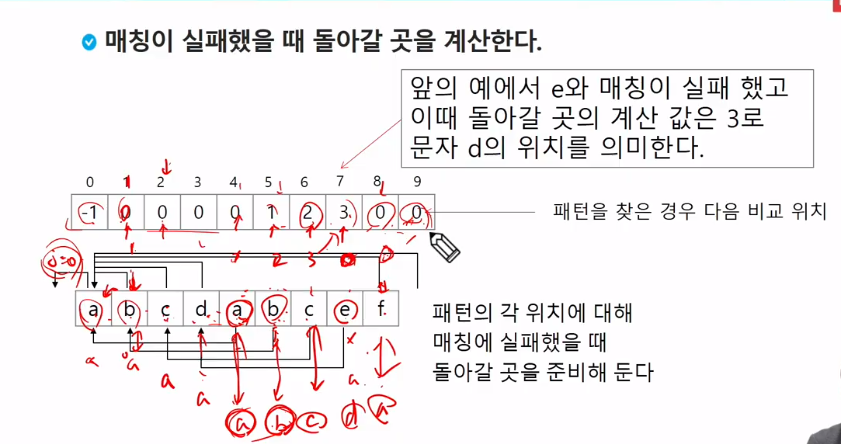 매칭이 실패했을 때 돌아갈 곳을 계산한다.
앞의 예에서 e와 매칭이 실패 했고
이때 돌아갈 곳의 계산 값은 3로
문자 d의 위치를 의미한다.
0 1 2 3 4 5 6 7 8 9
-1 0 0 0 0 1 2 3 0 0
패턴을 찾은 경우 다음 비교 위치
1 2 3
j=0
a b c d a b c e f
패턴의 각 위치에 대해
매칭에 실패했을 때
돌아갈 곳을 준비해 둔다
a a a a
a b c d a